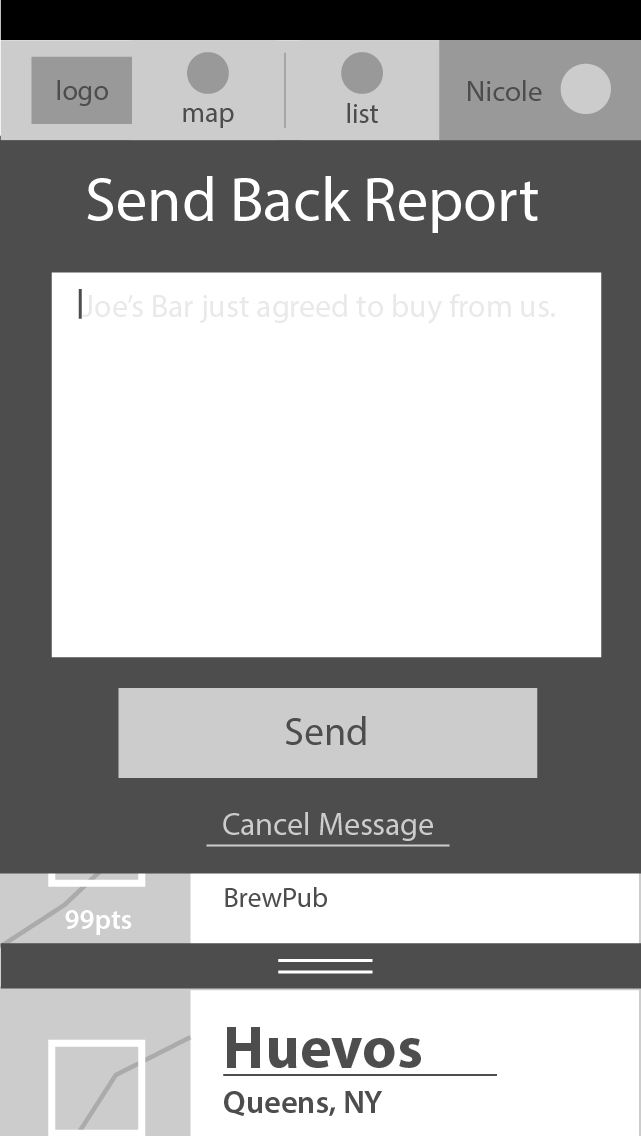 logo
map
list
Nicole
Send Back Report
Joe’s Bar just agreed to buy from us.
Send
Cancel Message
99pts
BrewPub
Huevos
Queens, NY